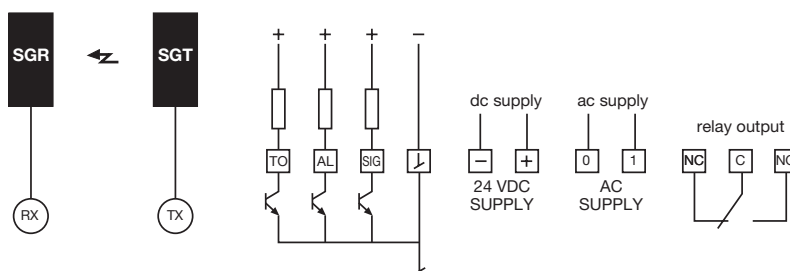 SGR
SGT
RX
TX
+ + + −
TO AL SIG
dc supply
− +
24 VDC
SUPPLY
ac supply
0 1
AC
SUPPLY
relay output
NC C NO